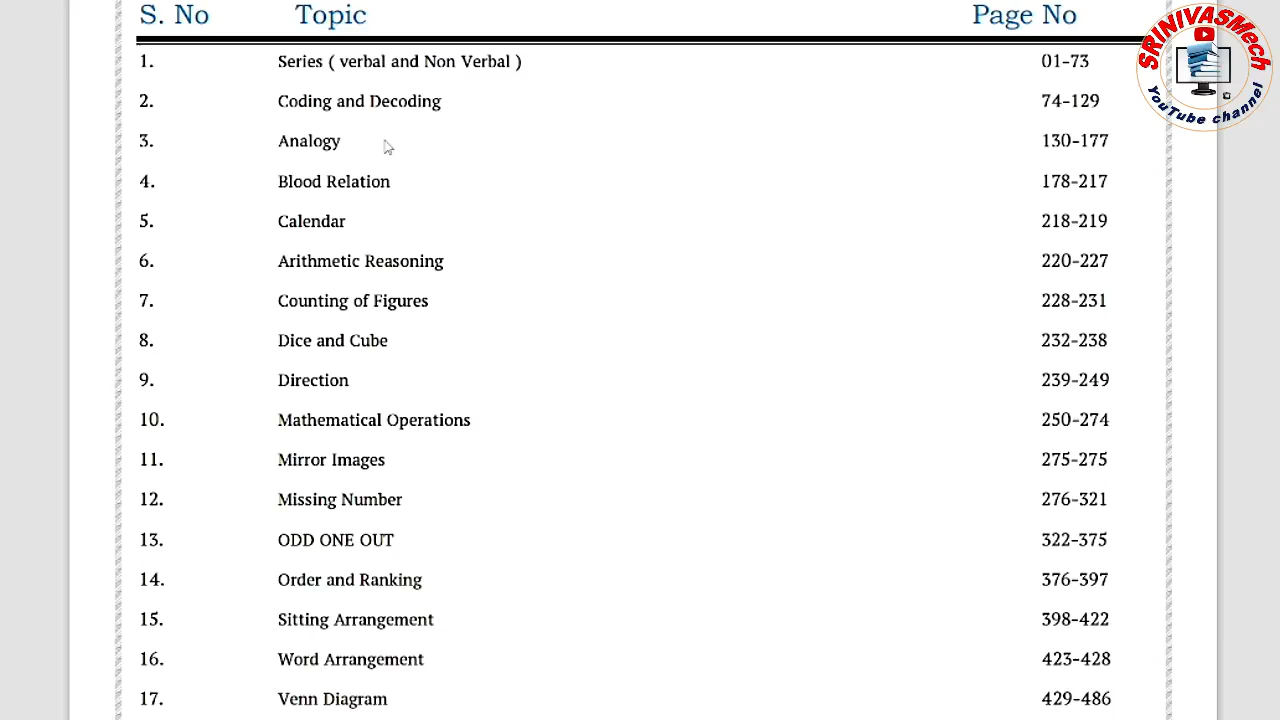 S. No Topic Page No
SRINIVASMech
YouTube channel
1. Series ( verbal and Non Verbal ) 01-73
2. Coding and Decoding 74-129
3. Analogy 130-177
4. Blood Relation 178-217
5. Calendar 218-219
6. Arithmetic Reasoning 220-227
7. Counting of Figures 228-231
8. Dice and Cube 232-238
9. Direction 239-249
10. Mathematical Operations 250-274
11. Mirror Images 275-275
12. Missing Number 276-321
13. ODD ONE OUT 322-375
14. Order and Ranking 376-397
15. Sitting Arrangement 398-422
16. Word Arrangement 423-428
17. Venn Diagram 429-486